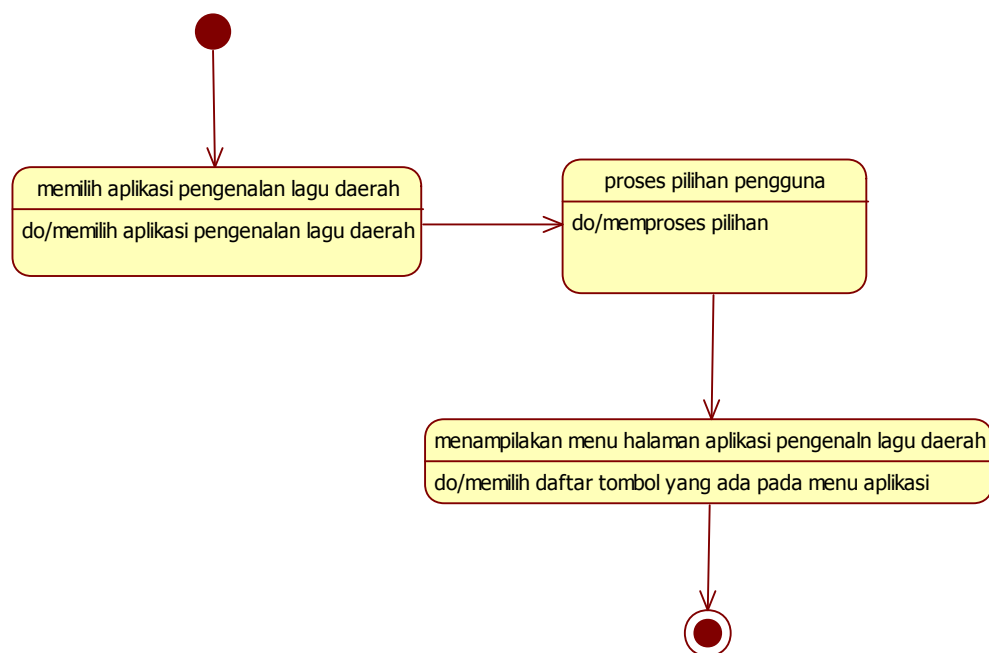 memilih aplikasi pengenalan lagu daerah
do/memilih aplikasi pengenalan lagu daerah
proses pilihan pengguna
do/memproses pilihan
menampilakan menu halaman aplikasi pengenaln lagu daerah
do/memilih daftar tombol yang ada pada menu aplikasi